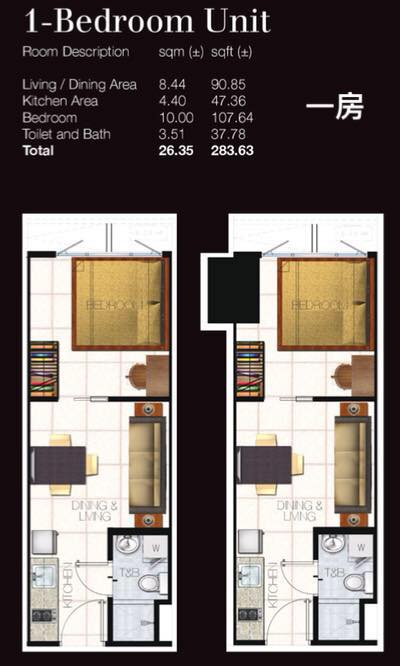 1-Bedroom Unit
Room Description sqm (±) sqft (±)
Living / Dining Area 8.44 90.85
Kitchen Area 4.40 47.36
Bedroom 10.00 107.64
Toilet and Bath 3.51 37.78
Total 26.35 283.63
一房
BEDROOM BEDROOM
DINING & LIVING DINING & LIVING
KITCHEN T&B W KITCHEN T&B W